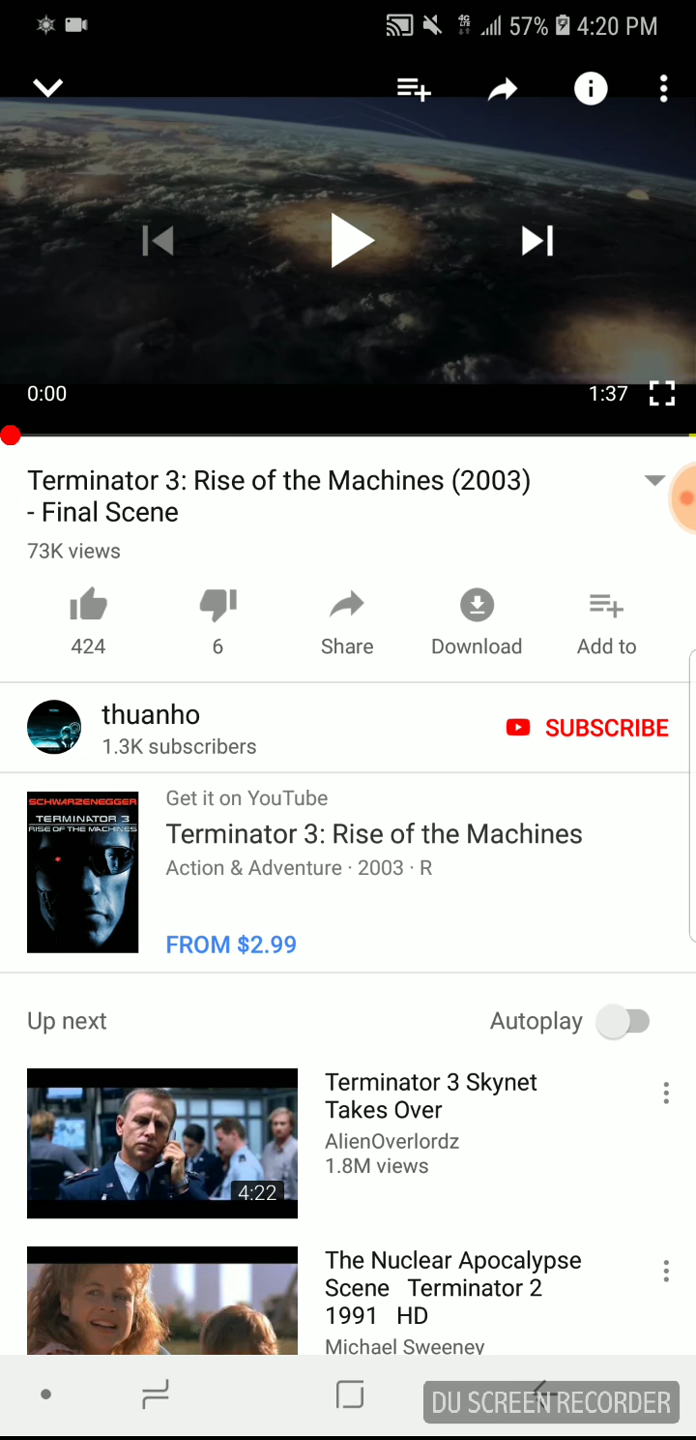 4G LTE 57% 4:20 PM
0:00 1:37
Terminator 3: Rise of the Machines (2003)
- Final Scene
73K views
424 6 Share Download Add to
thuanho
1.3K subscribers
SUBSCRIBE
SCHWARZENEGGER
TERMINATOR 3
RISE OF THE MACHINES
Get it on YouTube
Terminator 3: Rise of the Machines
Action & Adventure · 2003 · R
FROM $2.99
Up next Autoplay
4:22
Terminator 3 Skynet
Takes Over
AlienOverlordz
1.8M views
The Nuclear Apocalypse
Scene Terminator 2
1991 HD
Michael Sweeney
DU SCREEN RECORDER